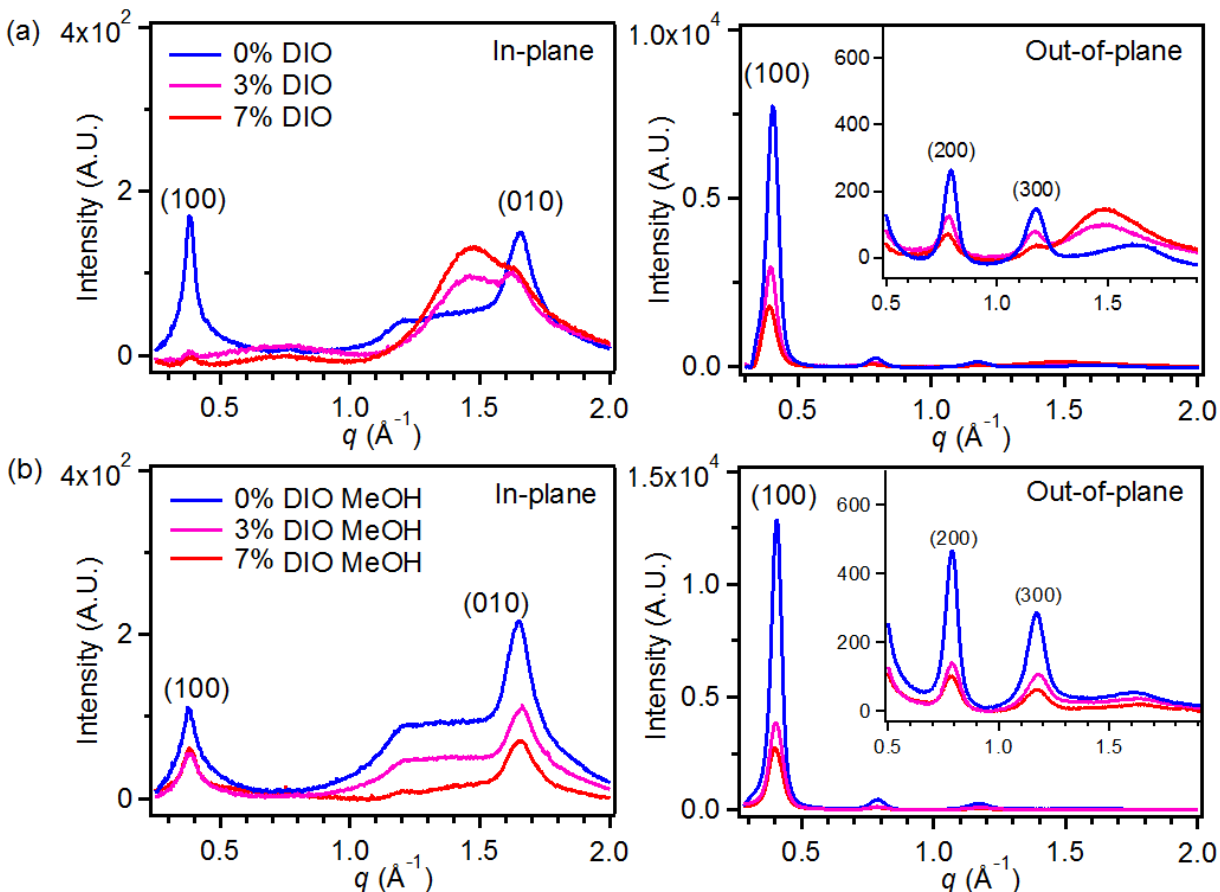 (a)
4x10²
2
0
Intensity (A.U.)
0% DIO
3% DIO
7% DIO
In-plane
(100)
(010)
0.5 1.0 1.5 2.0
q (Å⁻¹)
1.0x10⁴
0.5
0.0
Intensity (A.U.)
(100)
Out-of-plane
600
400
200
0
(200)
(300)
0.5 1.0 1.5
0.5 1.0 1.5 2.0
q (Å⁻¹)
(b)
4x10²
2
0
Intensity (A.U.)
0% DIO MeOH
3% DIO MeOH
7% DIO MeOH
In-plane
(100)
(010)
0.5 1.0 1.5 2.0
q (Å⁻¹)
1.5x10⁴
1.0
0.5
0.0
Intensity (A.U.)
(100)
Out-of-plane
600
400
200
0
(200)
(300)
0.5 1.0 1.5
0.5 1.0 1.5 2.0
q (Å⁻¹)